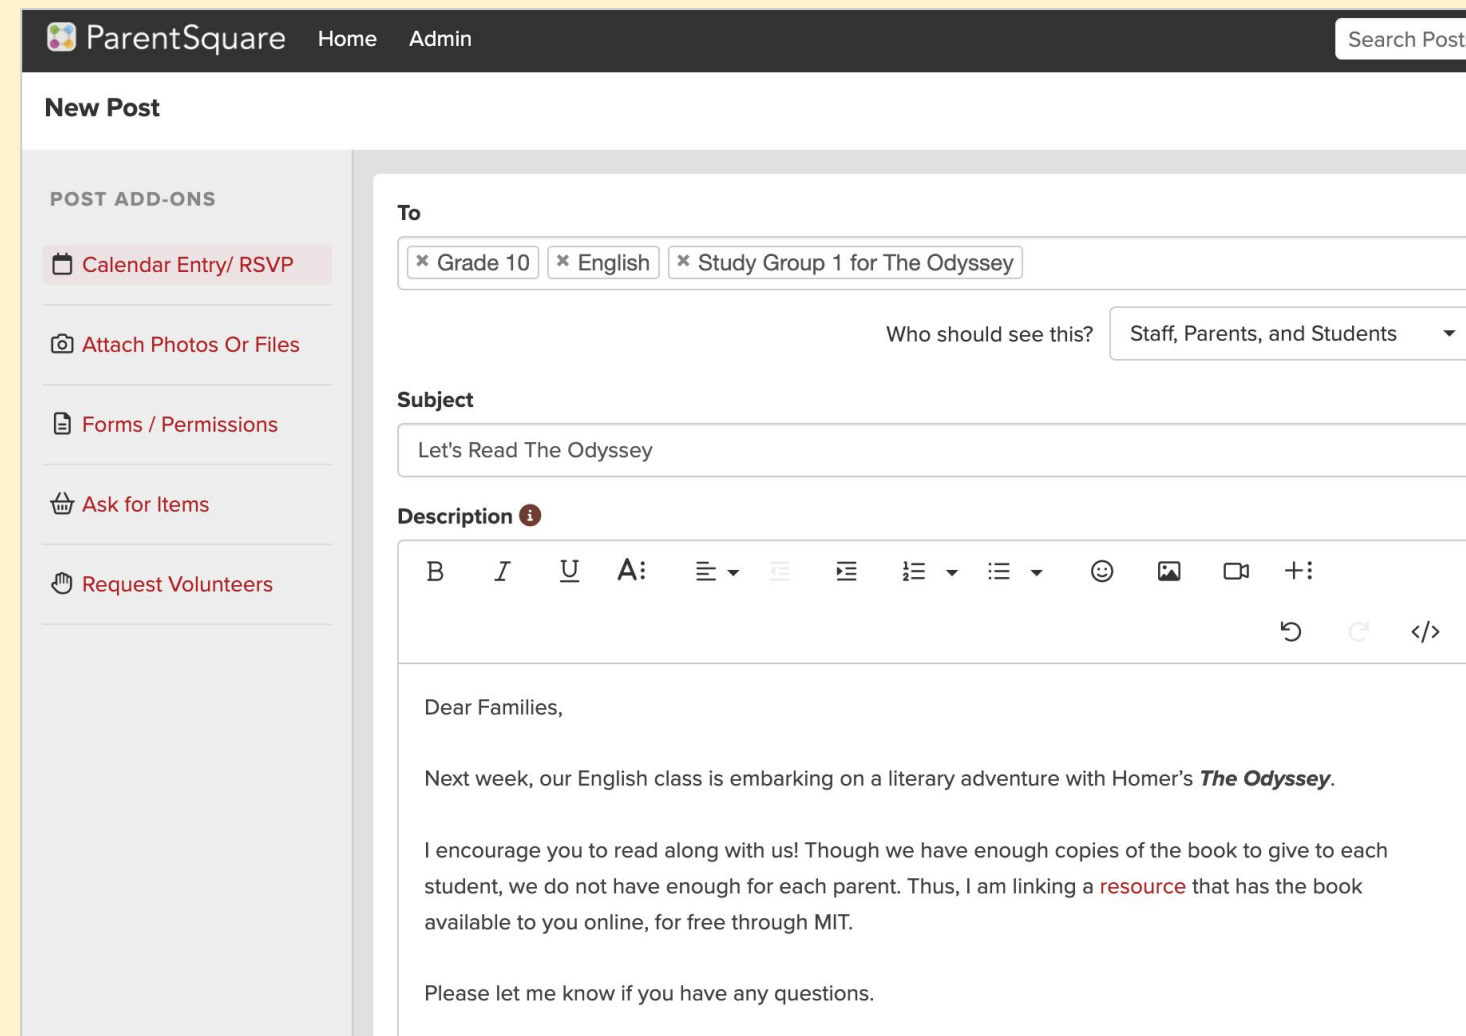 ParentSquare Home Admin Search Posts
New Post
POST ADD-ONS
Calendar Entry/ RSVP
Attach Photos Or Files
Forms / Permissions
Ask for Items
Request Volunteers
To
× Grade 10 × English × Study Group 1 for The Odyssey
Who should see this? Staff, Parents, and Students
Subject
Let's Read The Odyssey
Description
Dear Families,
Next week, our English class is embarking on a literary adventure with Homer’s The Odyssey.
I encourage you to read along with us! Though we have enough copies of the book to give to each
student, we do not have enough for each parent. Thus, I am linking a resource that has the book
available to you online, for free through MIT.
Please let me know if you have any questions.